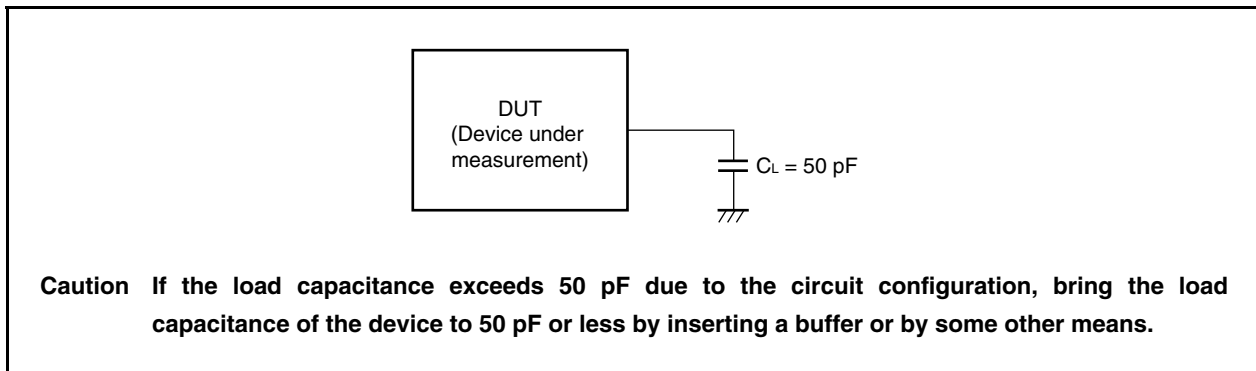 DUT
(Device under
measurement)
CL = 50 pF
Caution If the load capacitance exceeds 50 pF due to the circuit configuration, bring the load
capacitance of the device to 50 pF or less by inserting a buffer or by some other means.